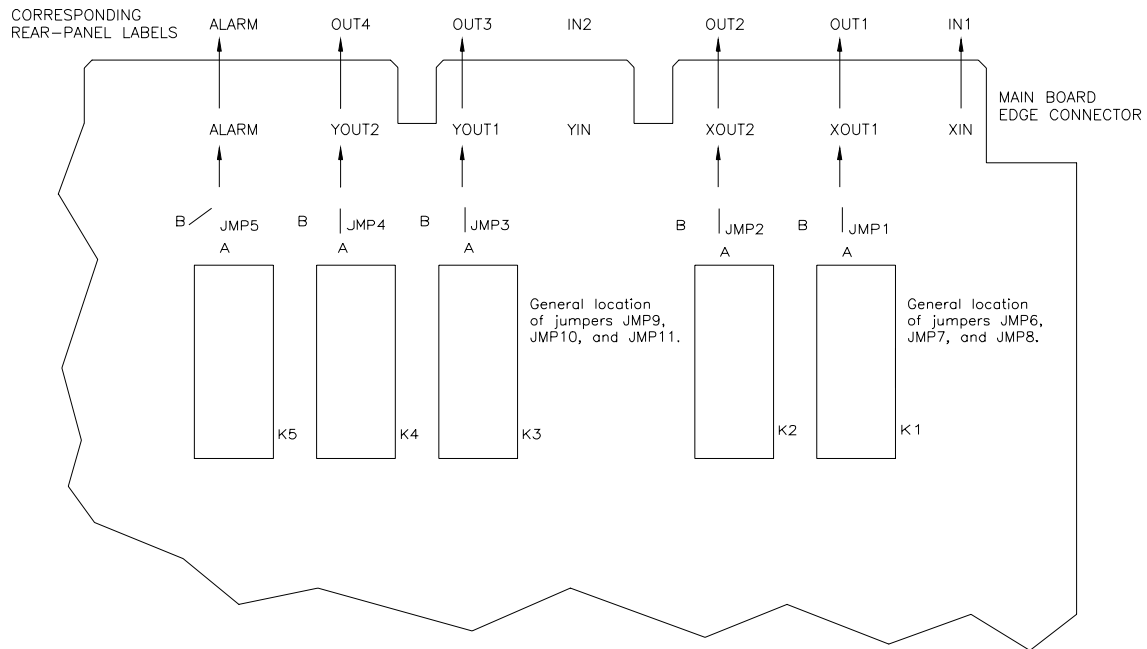 CORRESPONDING
REAR-PANEL LABELS
ALARM OUT4 OUT3 IN2 OUT2 OUT1 IN1
MAIN BOARD
EDGE CONNECTOR
ALARM YOUT2 YOUT1 YIN XOUT2 XOUT1 XIN
B JMP5 B JMP4 B JMP3 B JMP2 B JMP1
A A A A A
General location
of jumpers JMP9,
JMP10, and JMP11.
General location
of jumpers JMP6,
JMP7, and JMP8.
K5 K4 K3 K2 K1